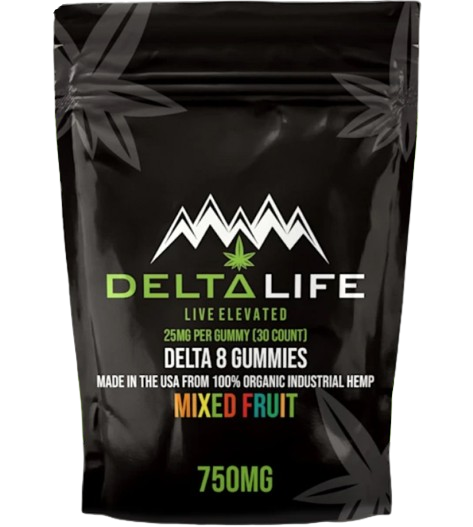 DELTA LIFE
LIVE ELEVATED
25MG PER GUMMY (30 COUNT)
DELTA 8 GUMMIES
MADE IN THE USA FROM 100% ORGANIC INDUSTRIAL HEMP
MIXED FRUIT
750MG